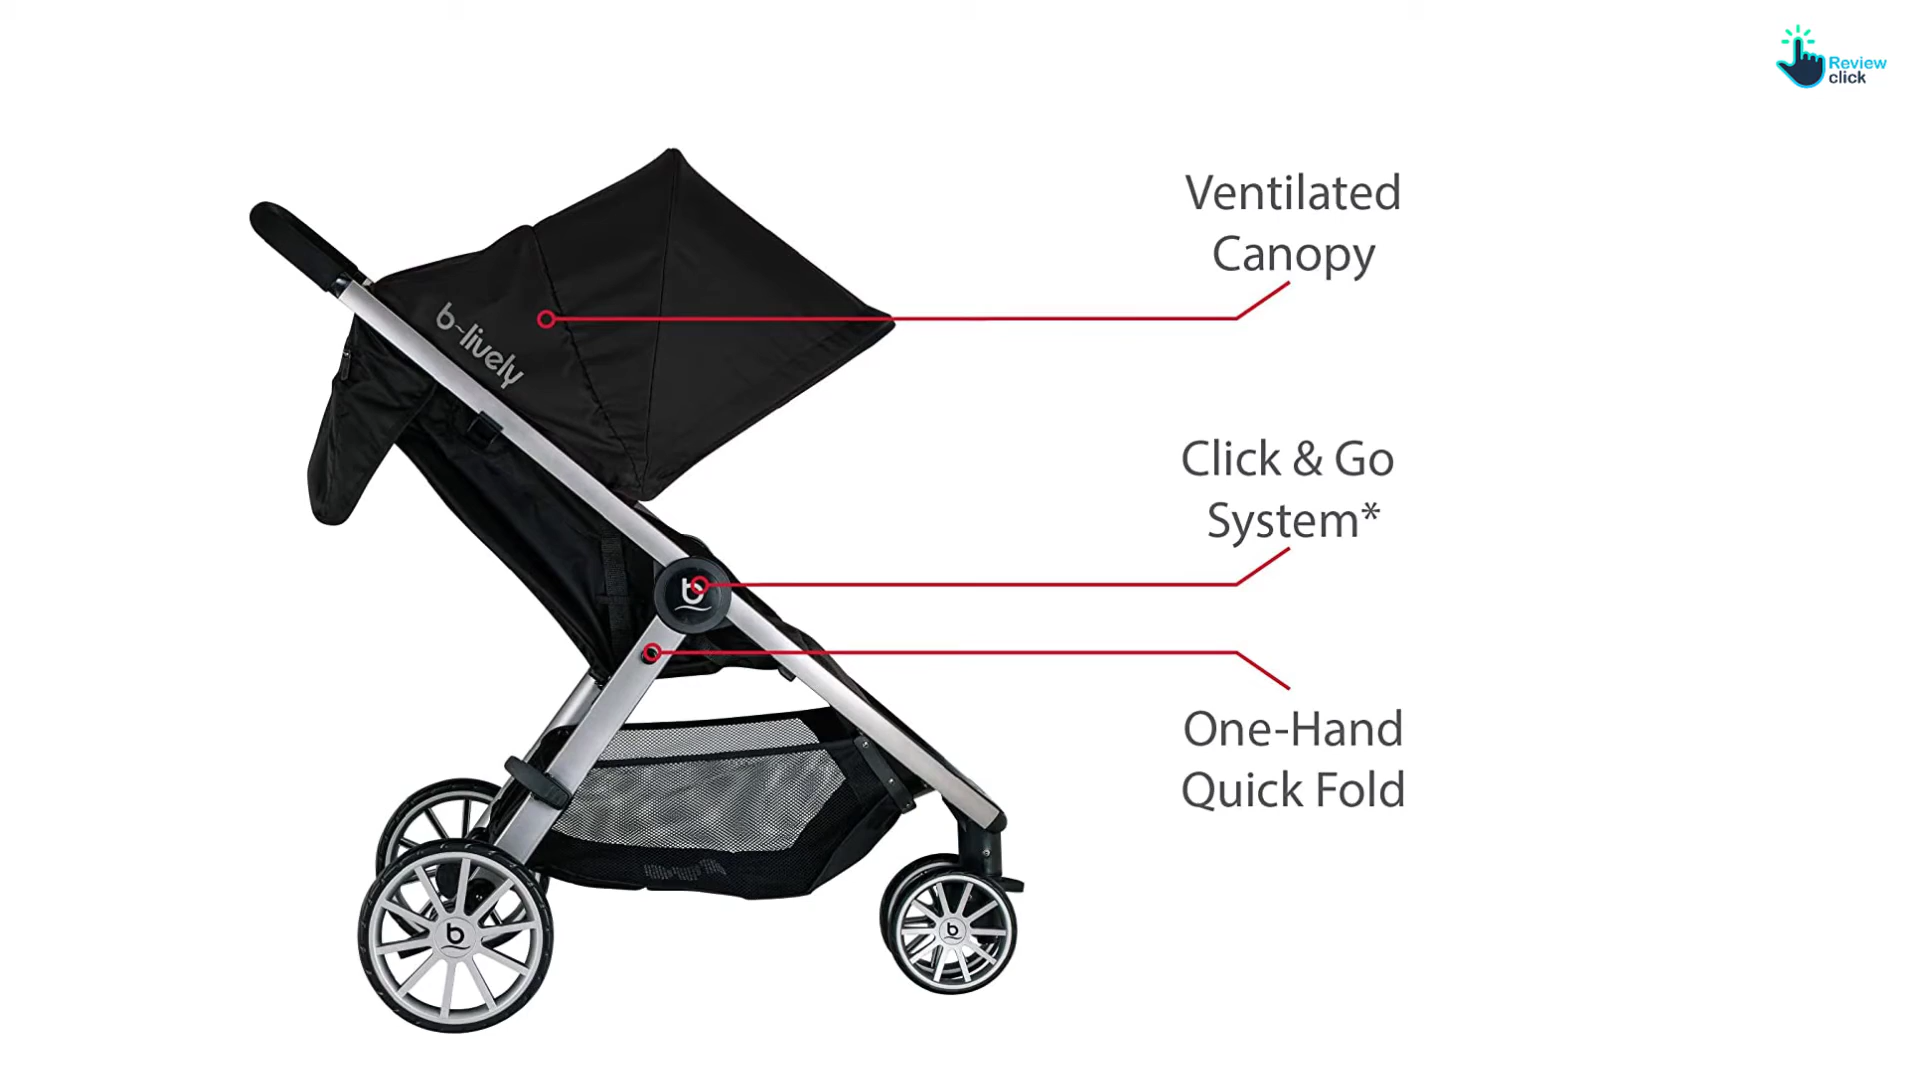 Review
click
Ventilated
Canopy
b-lively
Click & Go
System*
b
One-Hand
Quick Fold
b
b